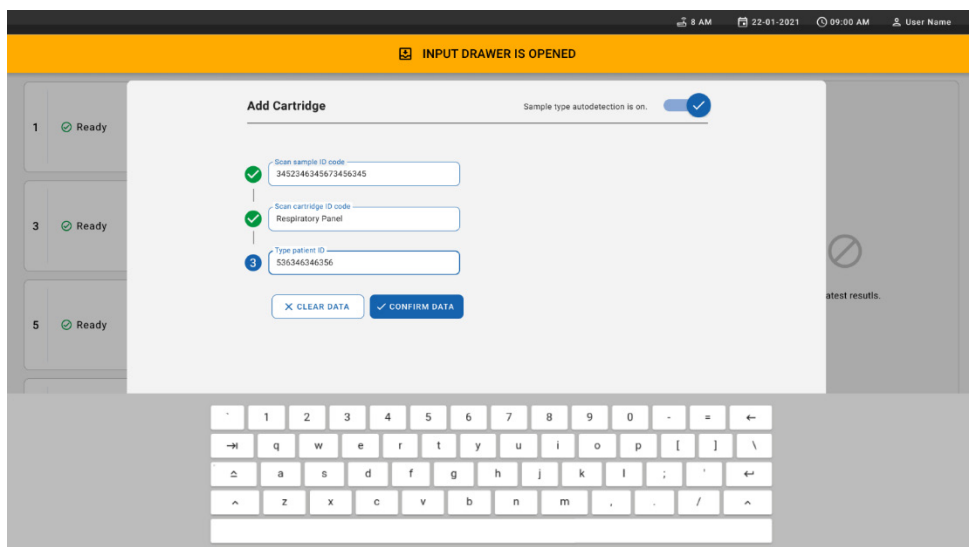 8 AM 22-01-2021 09:00 AM User Name
INPUT DRAWER IS OPENED
Add Cartridge
Sample type autodetection is on.
1 Ready
Scan sample ID code
3452346345673456345
Scan cartridge ID code
Respiratory Panel
3 Ready
Type patient ID
3 536346346356
atest resutls.
CLEAR DATA CONFIRM DATA
5 Ready
` 1 2 3 4 5 6 7 8 9 0 - =
q w e r t y u i o p [ ] \
a s d f g h j k l ; '
z x c v b n m , . /